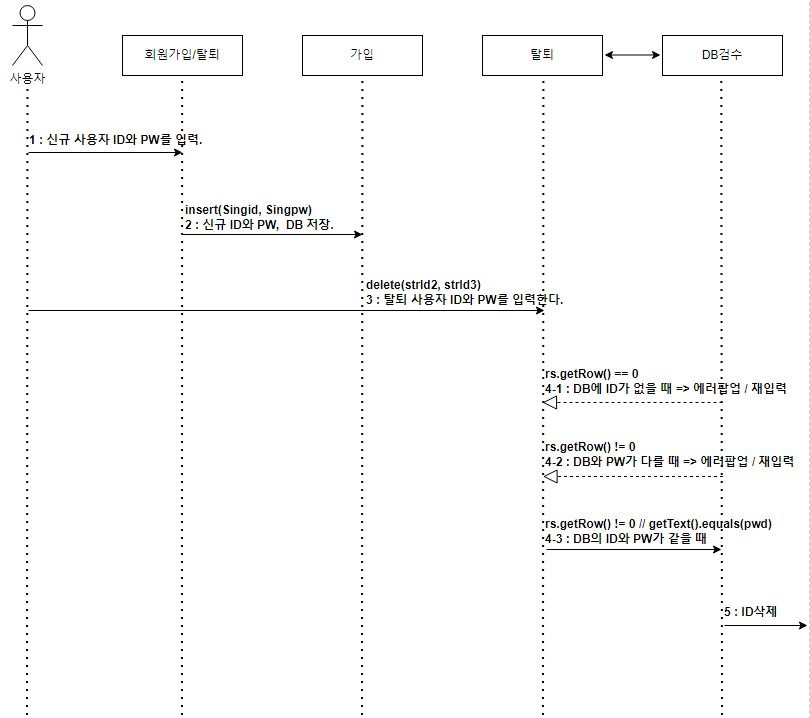 사용자
회원가입/탈퇴
가입
탈퇴
DB검수
1 : 신규 사용자 ID와 PW를 입력.
insert(Singid, Singpw)
2 : 신규 ID와 PW,  DB 저장.
delete(strId2, strId3)
3 : 탈퇴 사용자 ID와 PW를 입력한다.
rs.getRow() == 0
4-1 : DB에 ID가 없을 때 => 에러팝업 / 재입력
rs.getRow() != 0
4-2 : DB와 PW가 다를 때 => 에러팝업 / 재입력
rs.getRow() != 0 // getText().equals(pwd)
4-3 : DB의 ID와 PW가 같을 때
5 : ID삭제